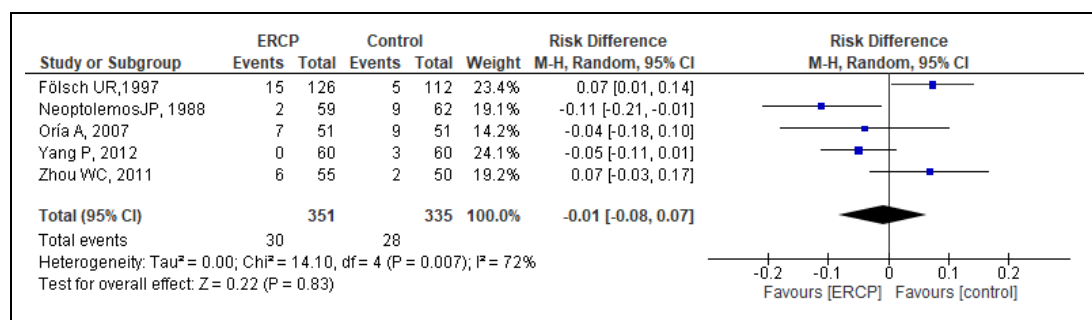 ERCP Control Risk Difference Risk Difference
Study or Subgroup Events Total Events Total Weight M-H, Random, 95% CI M-H, Random, 95% CI
Fölsch UR,1997 15 126 5 112 23.4% 0.07 [0.01, 0.14]
NeoptolemosJP, 1988 2 59 9 62 19.1% -0.11 [-0.21, -0.01]
Oría A, 2007 7 51 9 51 14.2% -0.04 [-0.18, 0.10]
Yang P, 2012 0 60 3 60 24.1% -0.05 [-0.11, 0.01]
Zhou WC, 2011 6 55 2 50 19.2% 0.07 [-0.03, 0.17]
Total (95% CI) 351 335 100.0% -0.01 [-0.08, 0.07]
Total events 30 28
Heterogeneity: Tau² = 0.00; Chi² = 14.10, df = 4 (P = 0.007); I² = 72%
Test for overall effect: Z = 0.22 (P = 0.83)
-0.2 -0.1 0 0.1 0.2
Favours [ERCP] Favours [control]